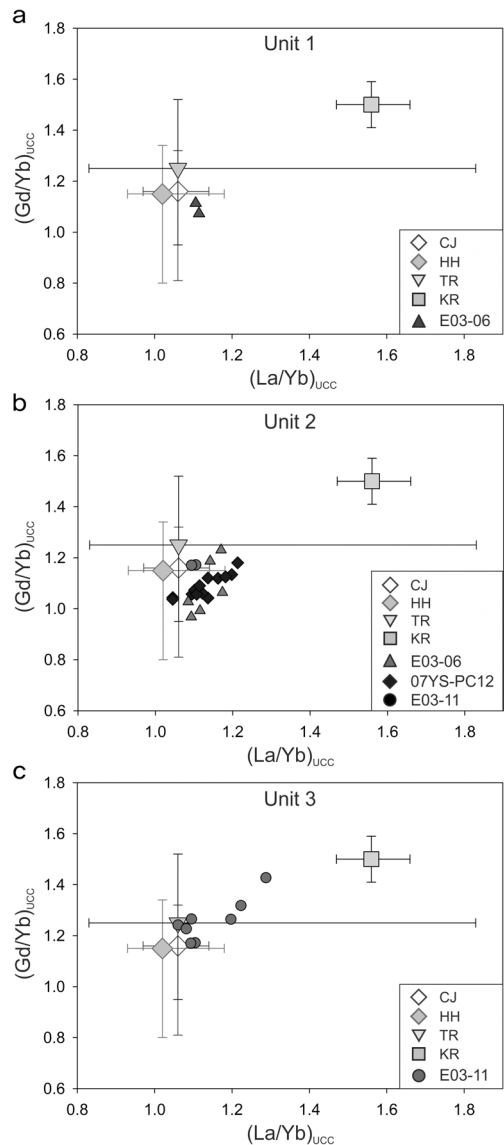 a
Unit 1
1.8
1.6
1.4
1.2
1.0
0.8
0.6
(Gd/Yb)UCC
CJ
HH
TR
KR
E03-06
0.8 1.0 1.2 1.4 1.6 1.8
(La/Yb)UCC
b
Unit 2
1.8
1.6
1.4
1.2
1.0
0.8
0.6
(Gd/Yb)UCC
CJ
HH
TR
KR
E03-06
07YS-PC12
E03-11
0.8 1.0 1.2 1.4 1.6 1.8
(La/Yb)UCC
c
Unit 3
1.8
1.6
1.4
1.2
1.0
0.8
0.6
(Gd/Yb)UCC
CJ
HH
TR
KR
E03-11
0.8 1.0 1.2 1.4 1.6 1.8
(La/Yb)UCC